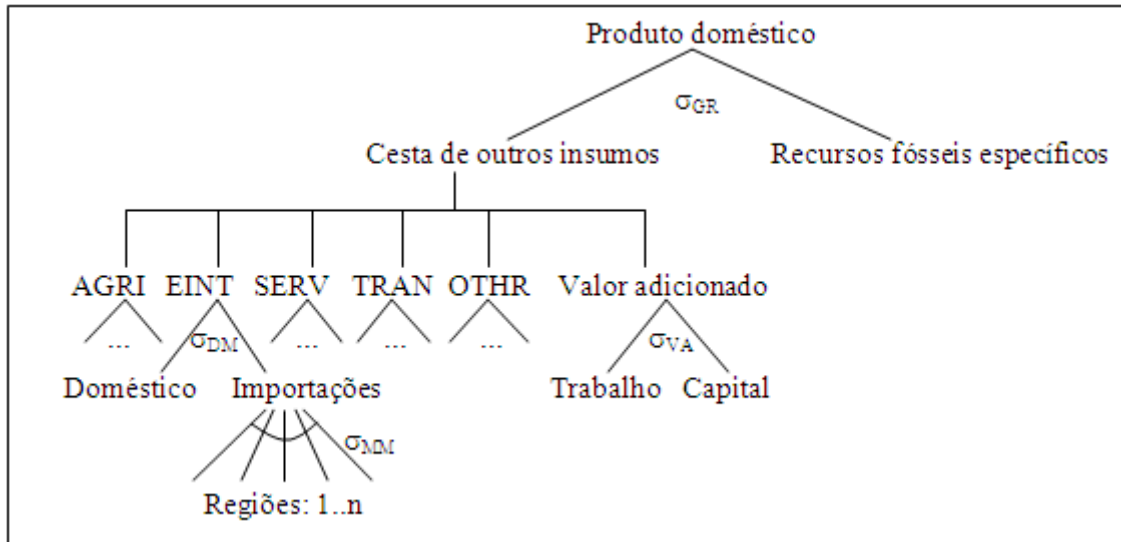 Produto doméstico
σGR
Cesta de outros insumos Recursos fósseis específicos
AGRI EINT SERV TRAN OTHR Valor adicionado
... σDM ... ... ... σVA
Doméstico Importações Trabalho Capital
σMM
Regiões: 1..n